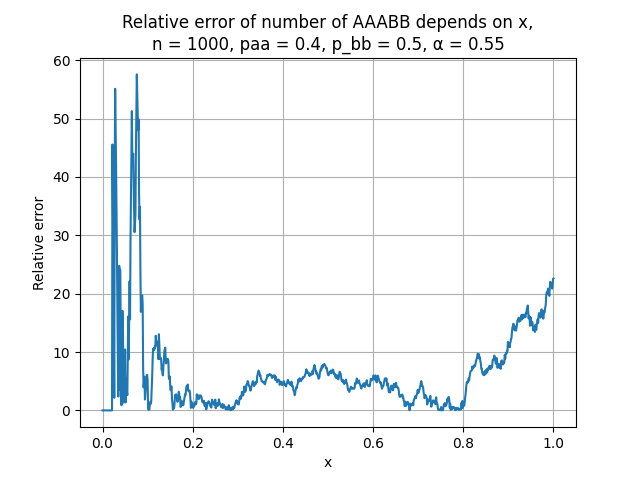 Relative error of number of AAABB depends on x,
n = 1000, paa = 0.4, p_bb = 0.5, α = 0.55
60
50
40
30
20
10
0
Relative error
0.0 0.2 0.4 0.6 0.8 1.0
x